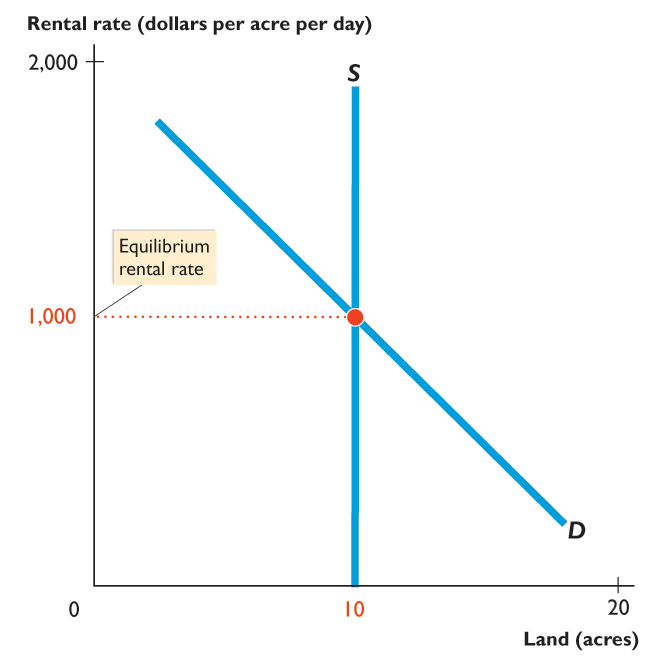 Rental rate (dollars per acre per day)
2,000
S
Equilibrium
rental rate
1,000
D
0
10
20
Land (acres)